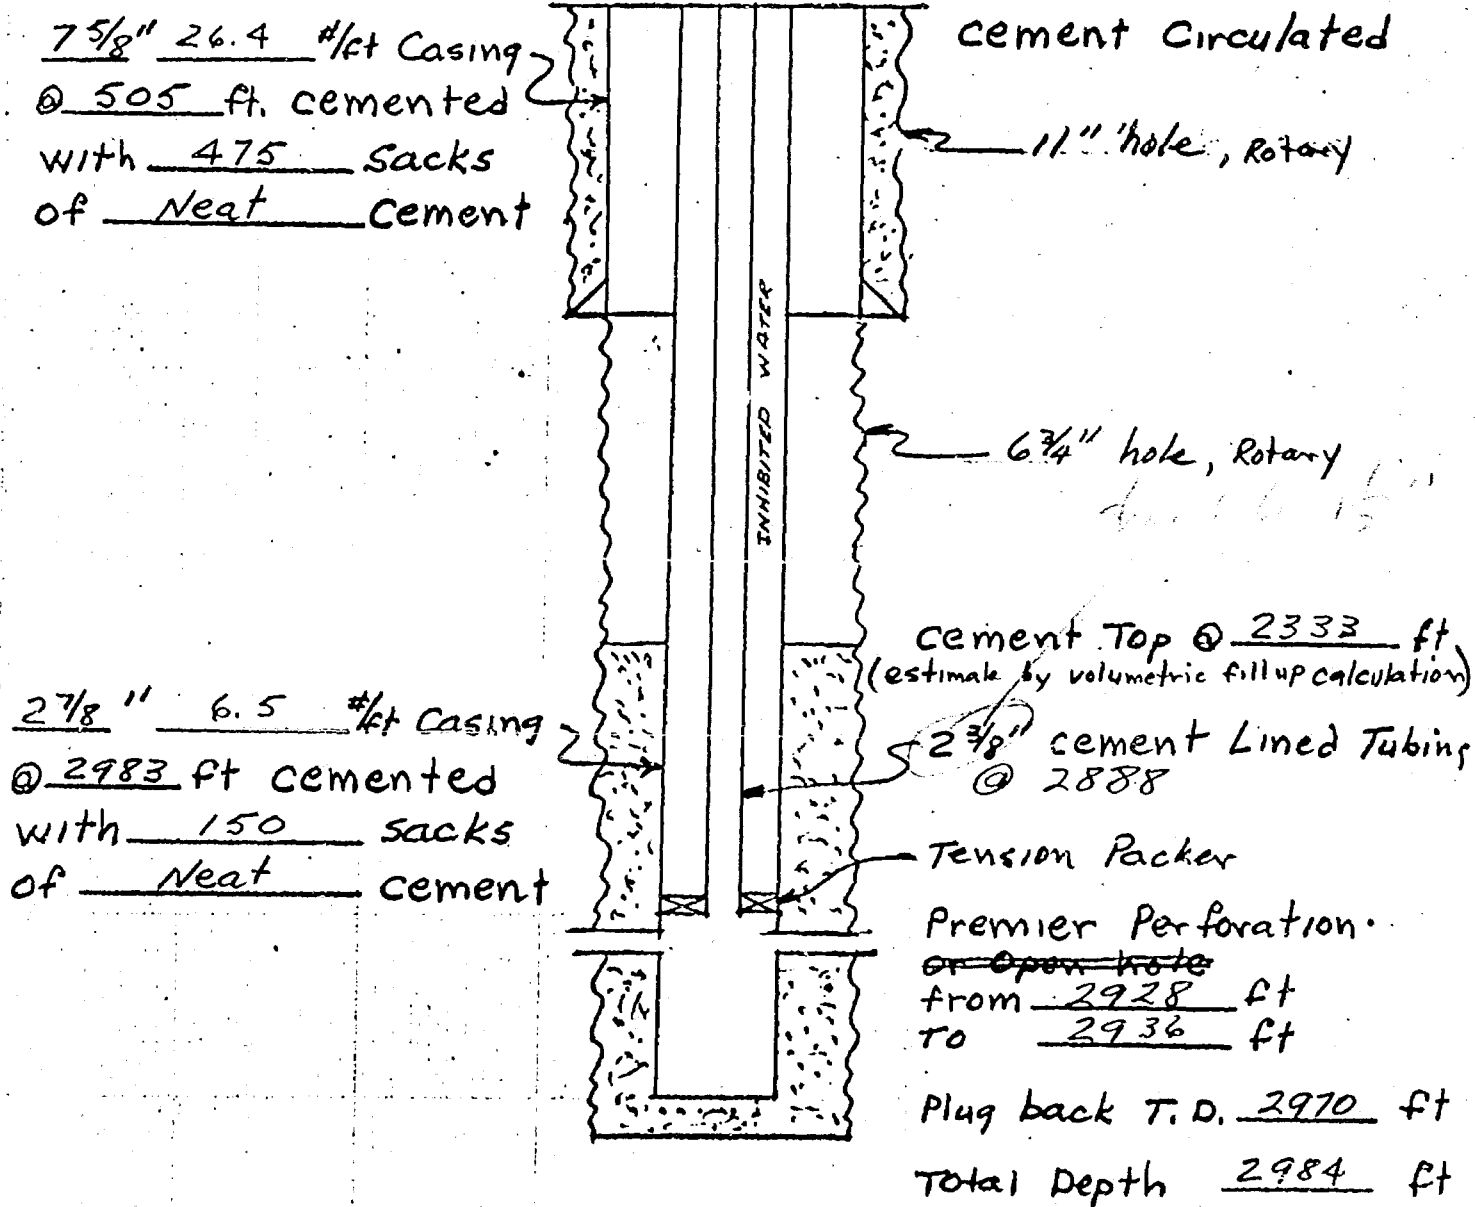 7 5/8" 26.4 #/ft Casing
@ 505 ft. cemented
with 475 Sacks
of Neat Cement
cement Circulated
11" hole, Rotary
INHIBITED WATER
6 3/4" hole, Rotary
cement Top @ 2333 ft
(estimate by volumetric fillup calculation)
2 7/8" 6.5 #/ft Casing
@ 2983 ft cemented
with 150 sacks
of Neat cement
2 3/8" cement Lined Tubing
@ 2888
Tension Packer
Premier Perforation.
or Open hole
from 2928 ft
To 2936 ft
Plug back T.D. 2970 ft
Total Depth 2984 ft